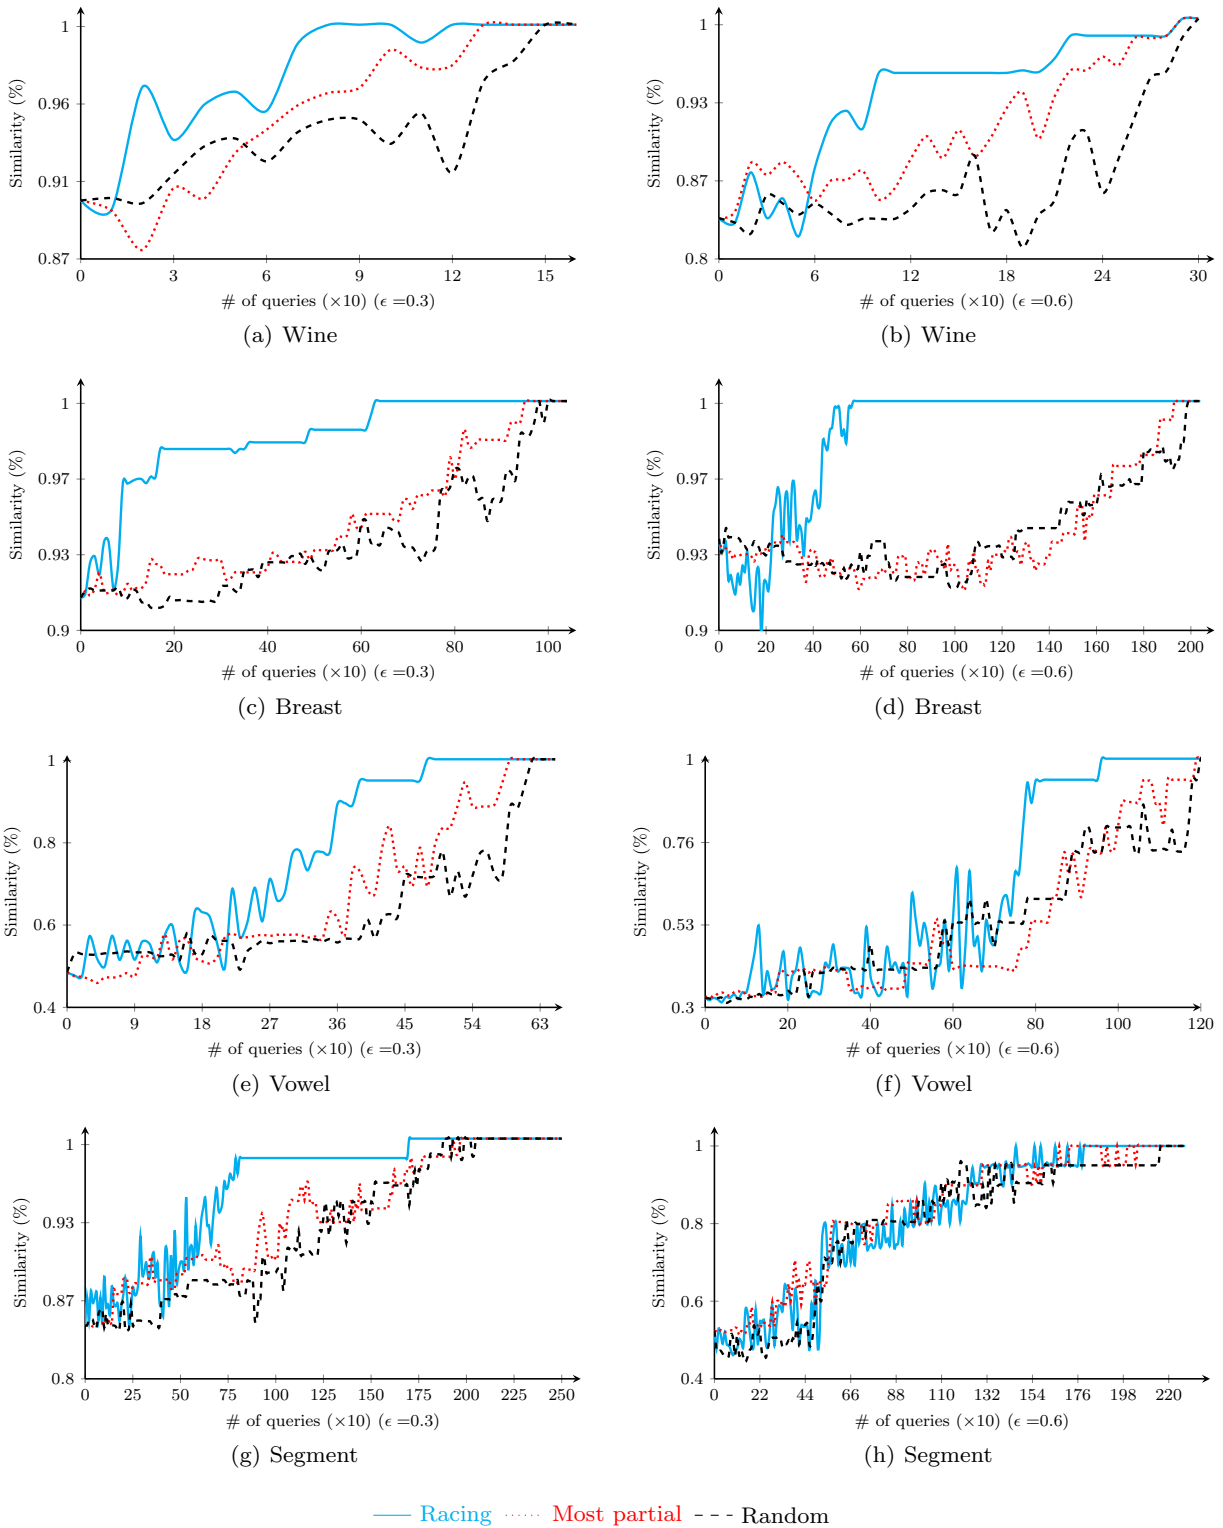 1
0.96
0.91
0.87
Similarity (%)
0 3 6 9 12 15
# of queries (×10) (ϵ =0.3)
(a) Wine
1
0.93
0.87
0.8
Similarity (%)
0 6 12 18 24 30
# of queries (×10) (ϵ =0.6)
(b) Wine
1
0.97
0.93
0.9
Similarity (%)
0 20 40 60 80 100
# of queries (×10) (ϵ =0.3)
(c) Breast
1
0.97
0.93
0.9
Similarity (%)
0 20 40 60 80 100 120 140 160 180 200
# of queries (×10) (ϵ =0.6)
(d) Breast
1
0.8
0.6
0.4
Similarity (%)
0 9 18 27 36 45 54 63
# of queries (×10) (ϵ =0.3)
(e) Vowel
1
0.76
0.53
0.3
Similarity (%)
0 20 40 60 80 100 120
# of queries (×10) (ϵ =0.6)
(f) Vowel
1
0.93
0.87
0.8
Similarity (%)
0 25 50 75 100 125 150 175 200 225 250
# of queries (×10) (ϵ =0.3)
(g) Segment
1
0.8
0.6
0.4
Similarity (%)
0 22 44 66 88 110 132 154 176 198 220
# of queries (×10) (ϵ =0.6)
(h) Segment
Racing Most partial Random